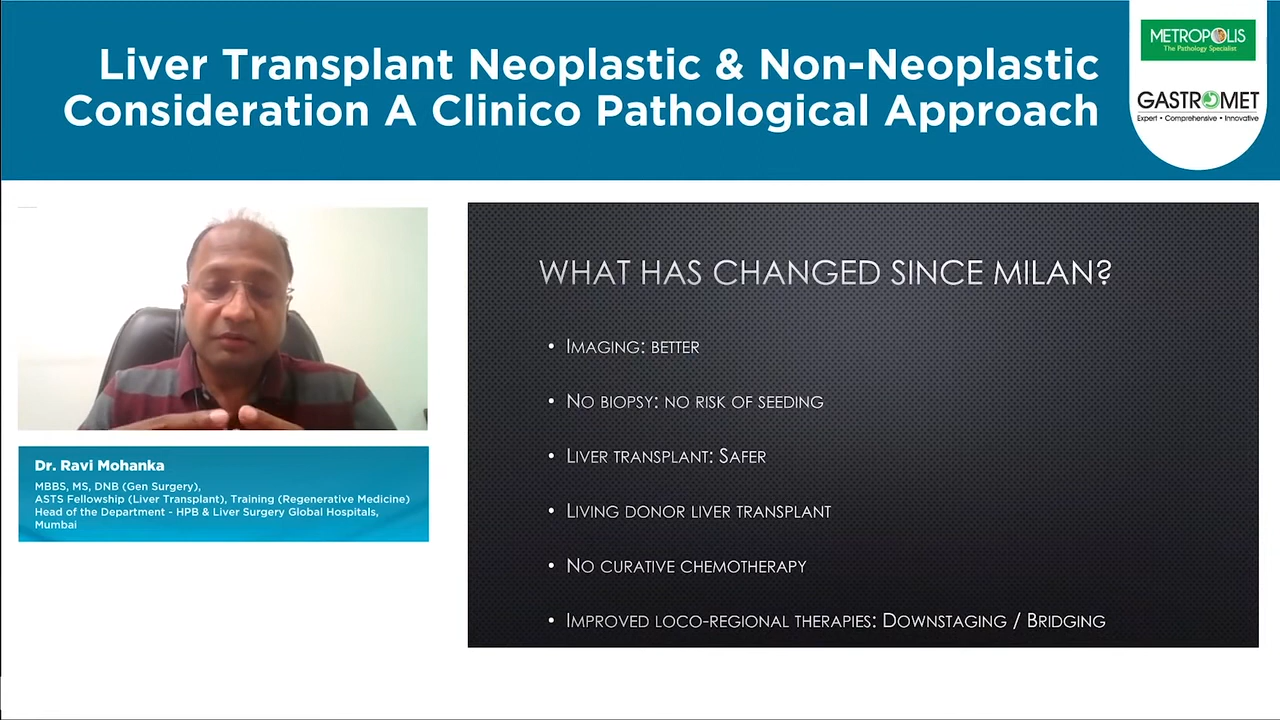 Liver Transplant Neoplastic & Non-Neoplastic
Consideration A Clinico Pathological Approach
METROPOLIS
The Pathology Specialist
GASTROMET
Expert • Comprehensive • Innovative
Dr. Ravi Mohanka
MBBS, MS, DNB (Gen Surgery),
ASTS Fellowship (Liver Transplant), Training (Regenerative Medicine)
Head of the Department - HPB & Liver Surgery Global Hospitals,
Mumbai
WHAT HAS CHANGED SINCE MILAN?
• IMAGING: BETTER
• NO BIOPSY: NO RISK OF SEEDING
• LIVER TRANSPLANT: SAFER
• LIVING DONOR LIVER TRANSPLANT
• NO CURATIVE CHEMOTHERAPY
• IMPROVED LOCO-REGIONAL THERAPIES: DOWNSTAGING / BRIDGING